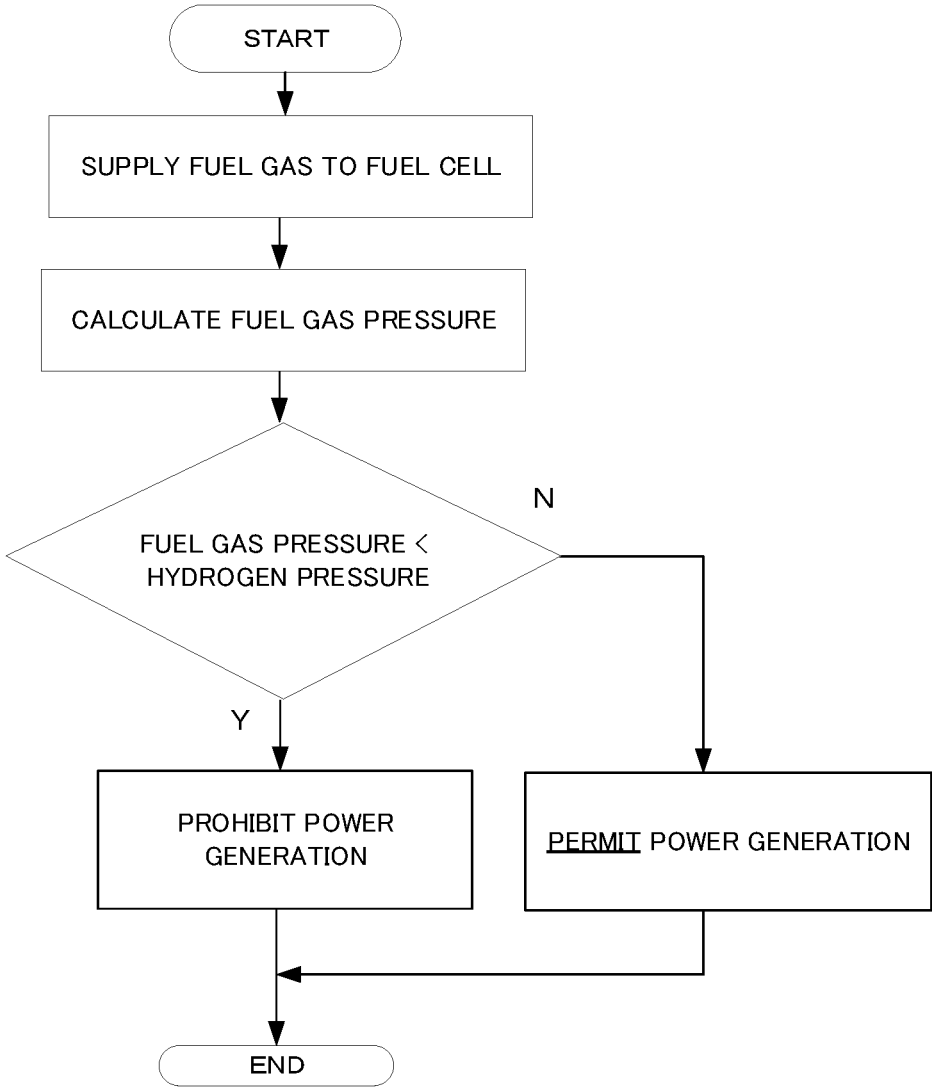 START
SUPPLY FUEL GAS TO FUEL CELL
CALCULATE FUEL GAS PRESSURE
N
FUEL GAS PRESSURE <
HYDROGEN PRESSURE
Y
PROHIBIT POWER
GENERATION
PERMIT POWER GENERATION
END